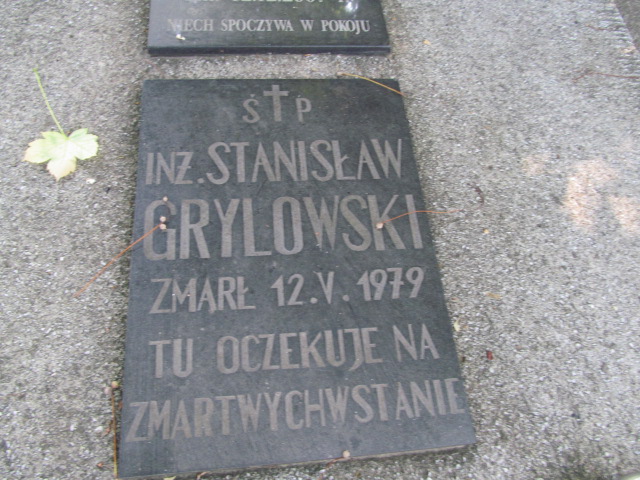 NIECH SPOCZYWA W POKOJU
Ś P
INŻ. STANISŁAW
GRYLOWSKI
ZMARŁ 12.V.1979
TU OCZEKUJE NA
ZMARTWYCHWSTANIE